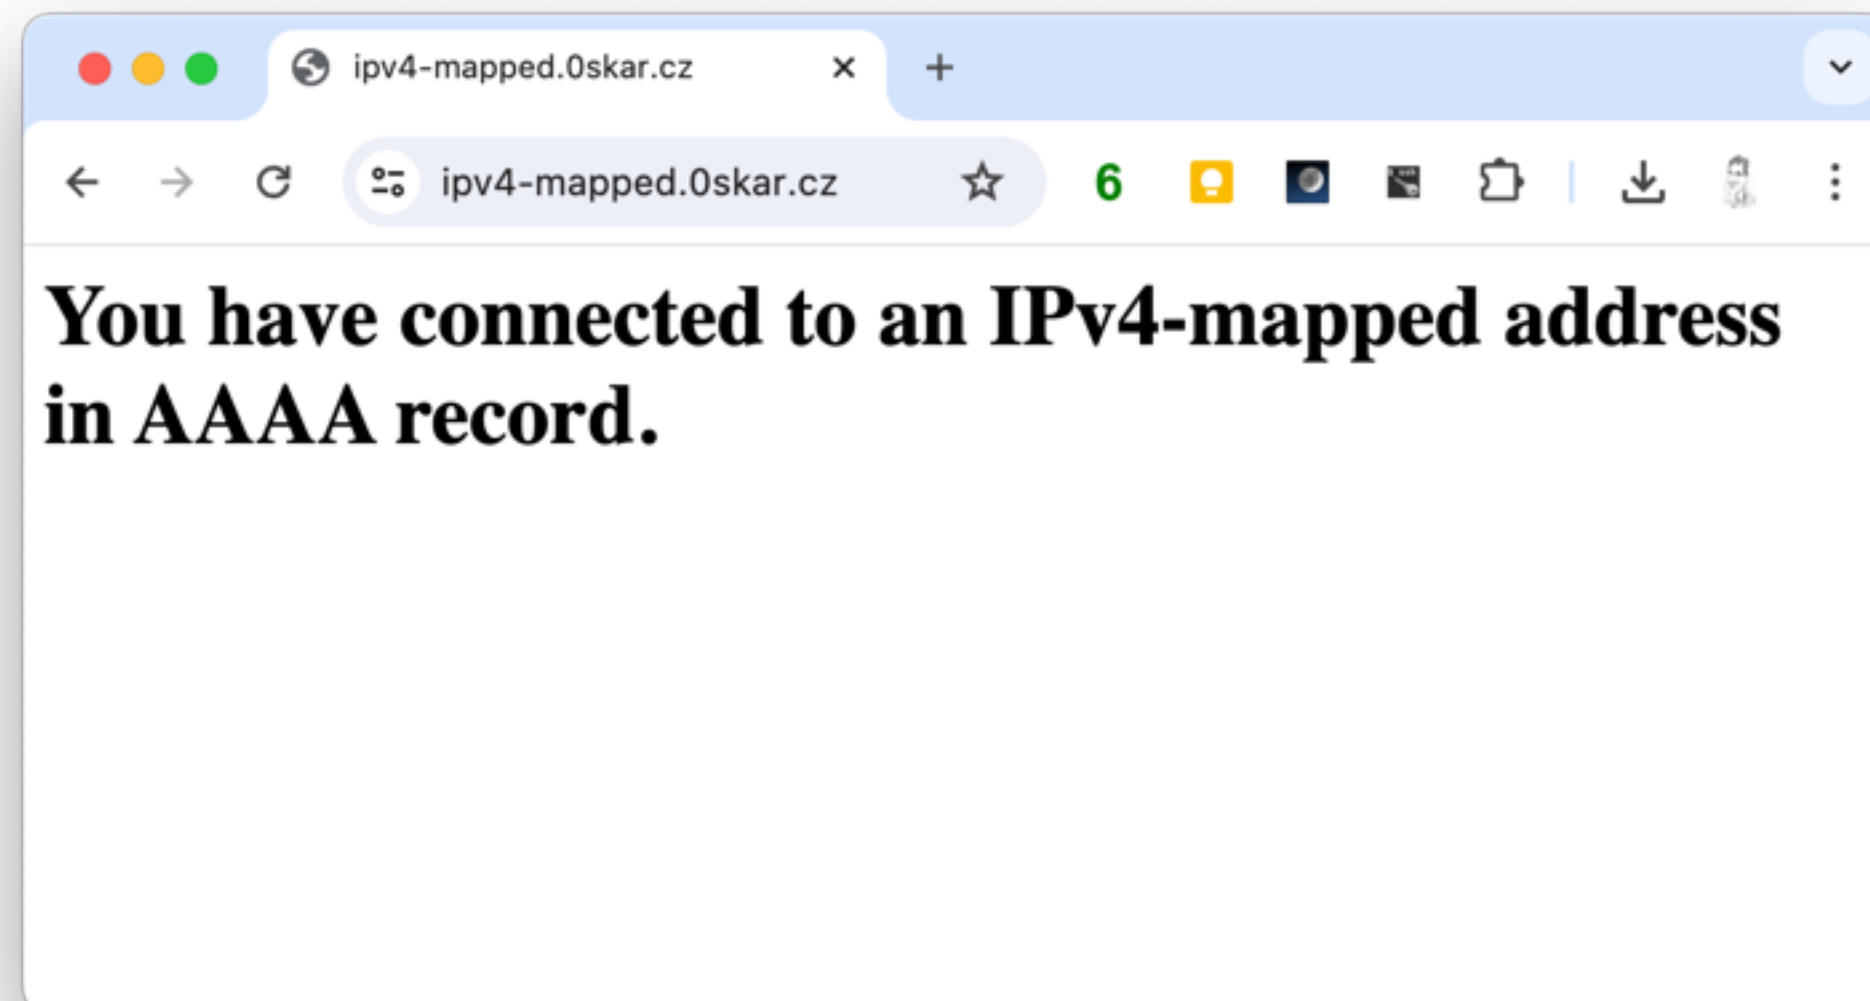 ipv4-mapped.0skar.cz
ipv4-mapped.0skar.cz
6
You have connected to an IPv4-mapped address
in AAAA record.